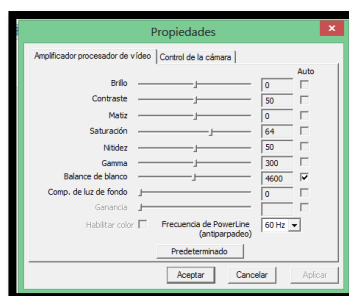 Propiedades
Amplificador procesador de vídeo Control de la cámara
Auto
Brillo 0
Contraste 50
Matiz 0
Saturación 64
Nitidez 50
Gamma 300
Balance de blanco 4600
Comp. de luz de fondo 0
Ganancia
Habilitar color Frecuencia de PowerLine 60 Hz
(antiparpadeo)
Predeterminado
Aceptar Cancelar Aplicar